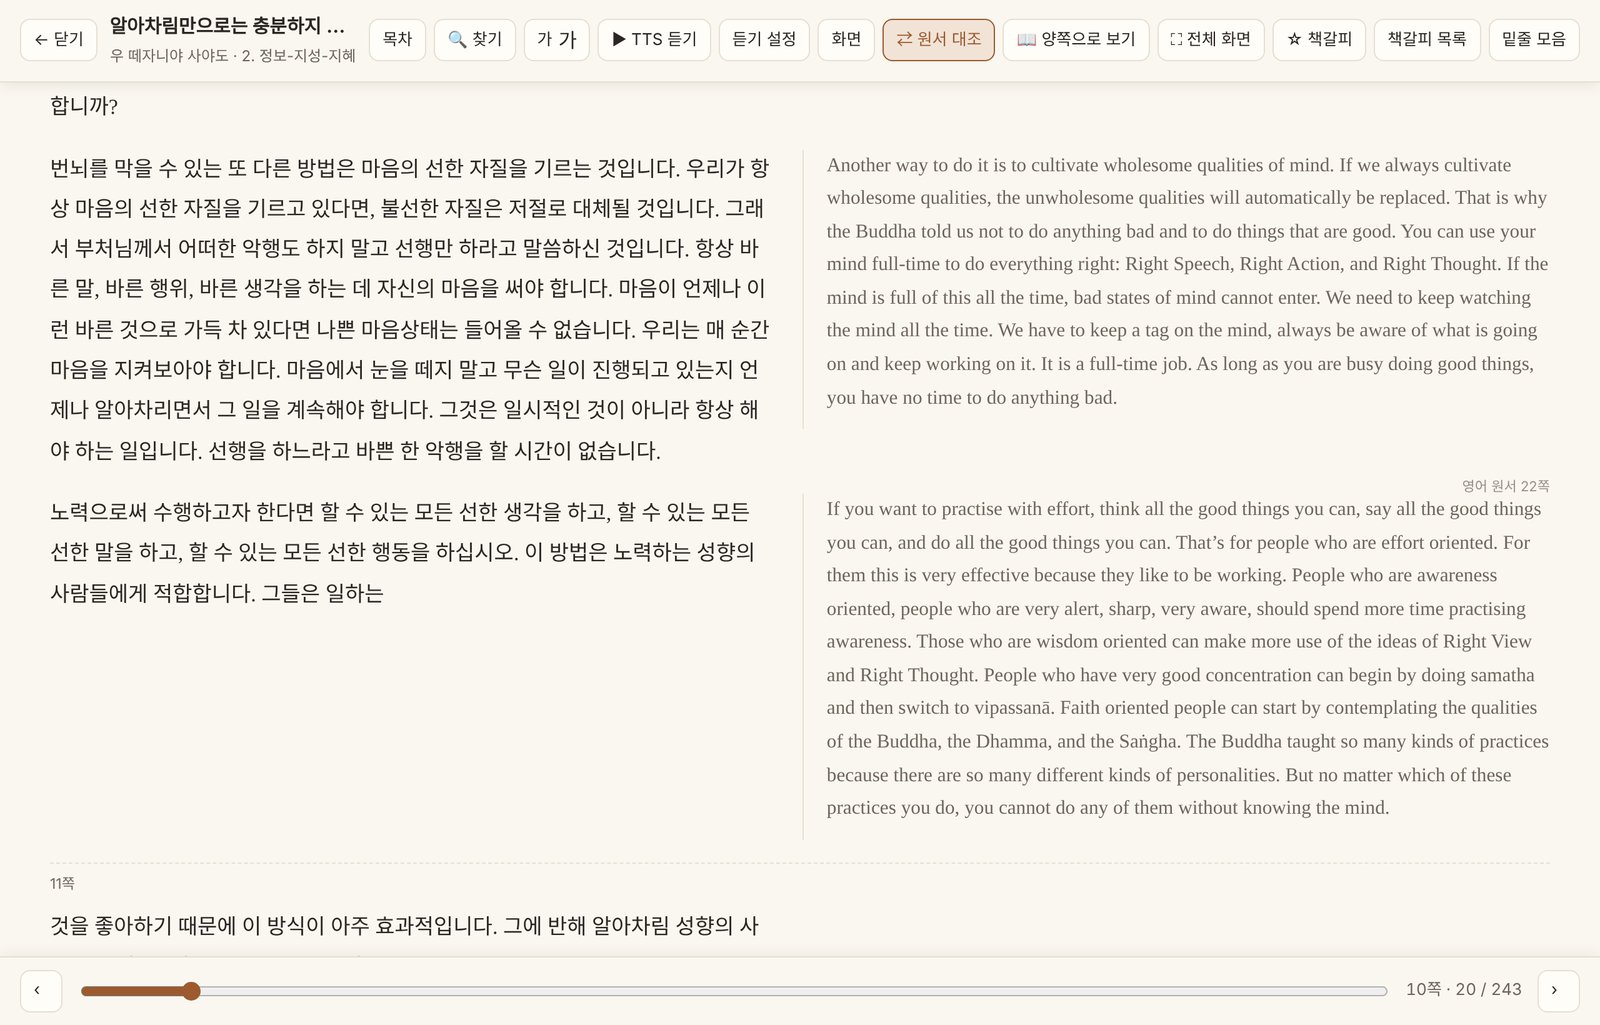 ← 닫기
알아차림만으로는 충분하지 ...
우 떼자니야 사야도 · 2. 정보-지성-지혜
목차
🔍 찾기
가 가
▶ TTS 듣기
듣기 설정
화면
⇄ 원서 대조
📖 양쪽으로 보기
⛶ 전체 화면
☆ 책갈피
책갈피 목록
밑줄 모음
합니까?
번뇌를 막을 수 있는 또 다른 방법은 마음의 선한 자질을 기르는 것입니다. 우리가 항
상 마음의 선한 자질을 기르고 있다면, 불선한 자질은 저절로 대체될 것입니다. 그래
서 부처님께서 어떠한 악행도 하지 말고 선행만 하라고 말씀하신 것입니다. 항상 바
른 말, 바른 행위, 바른 생각을 하는 데 자신의 마음을 써야 합니다. 마음이 언제나 이
런 바른 것으로 가득 차 있다면 나쁜 마음상태는 들어올 수 없습니다. 우리는 매 순간
마음을 지켜보아야 합니다. 마음에서 눈을 떼지 말고 무슨 일이 진행되고 있는지 언
제나 알아차리면서 그 일을 계속해야 합니다. 그것은 일시적인 것이 아니라 항상 해
야 하는 일입니다. 선행을 하느라고 바쁜 한 악행을 할 시간이 없습니다.
Another way to do it is to cultivate wholesome qualities of mind. If we always cultivate
wholesome qualities, the unwholesome qualities will automatically be replaced. That is why
the Buddha told us not to do anything bad and to do things that are good. You can use your
mind full-time to do everything right: Right Speech, Right Action, and Right Thought. If the
mind is full of this all the time, bad states of mind cannot enter. We need to keep watching
the mind all the time. We have to keep a tag on the mind, always be aware of what is going
on and keep working on it. It is a full-time job. As long as you are busy doing good things,
you have no time to do anything bad.
노력으로써 수행하고자 한다면 할 수 있는 모든 선한 생각을 하고, 할 수 있는 모든
선한 말을 하고, 할 수 있는 모든 선한 행동을 하십시오. 이 방법은 노력하는 성향의
사람들에게 적합합니다. 그들은 일하는
영어 원서 22쪽
If you want to practise with effort, think all the good things you can, say all the good things
you can, and do all the good things you can. That’s for people who are effort oriented. For
them this is very effective because they like to be working. People who are awareness
oriented, people who are very alert, sharp, very aware, should spend more time practising
awareness. Those who are wisdom oriented can make more use of the ideas of Right View
and Right Thought. People who have very good concentration can begin by doing samatha
and then switch to vipassanā. Faith oriented people can start by contemplating the qualities
of the Buddha, the Dhamma, and the Saṅgha. The Buddha taught so many kinds of practices
because there are so many different kinds of personalities. But no matter which of these
practices you do, you cannot do any of them without knowing the mind.
11쪽
것을 좋아하기 때문에 이 방식이 아주 효과적입니다. 그에 반해 알아차림 성향의 사
‹
10쪽 · 20 / 243
›